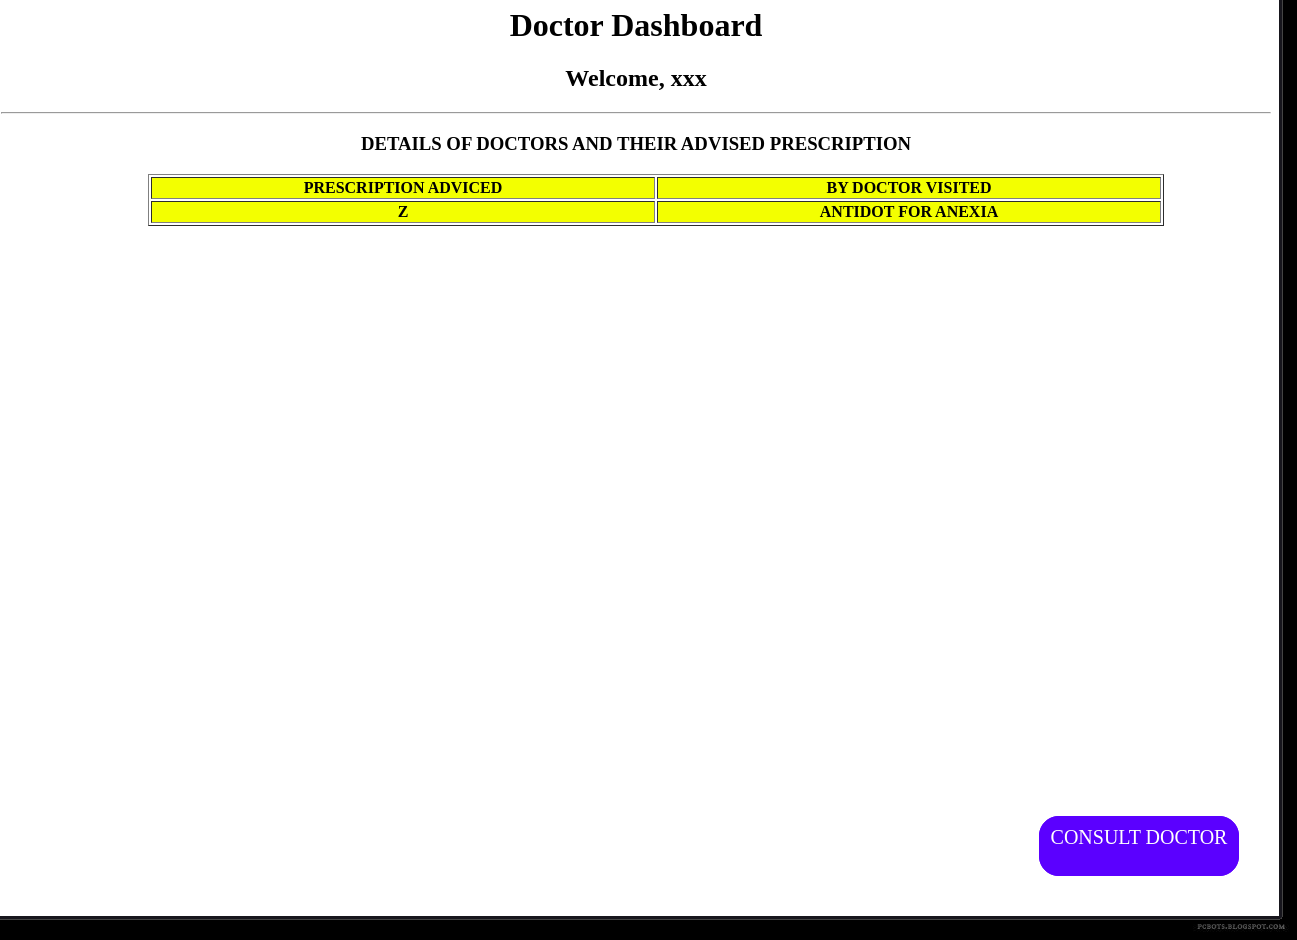 Doctor Dashboard
Welcome, xxx
DETAILS OF DOCTORS AND THEIR ADVISED PRESCRIPTION
PRESCRIPTION ADVICED BY DOCTOR VISITED
Z ANTIDOT FOR ANEXIA
CONSULT DOCTOR
PCBOTS.BLOGSPOT.COM